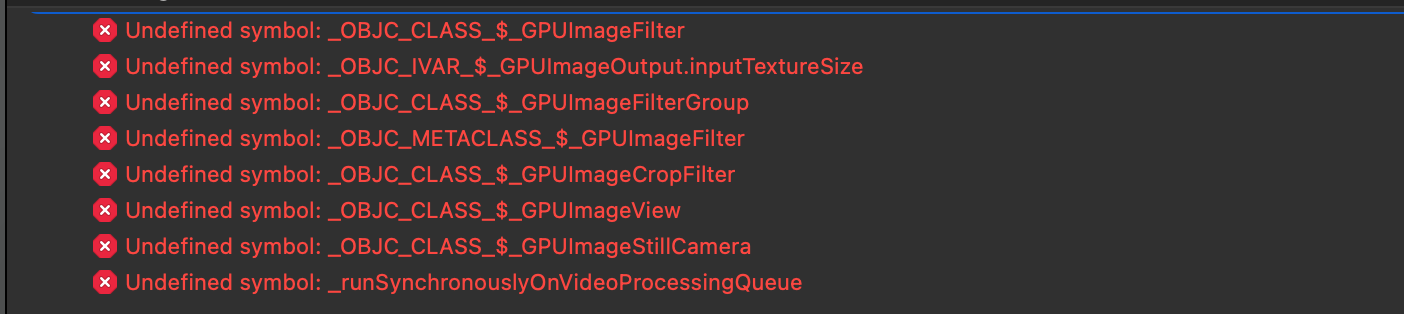 Undefined symbol: _OBJC_CLASS_$_GPUImageFilter
Undefined symbol: _OBJC_IVAR_$_GPUImageOutput.inputTextureSize
Undefined symbol: _OBJC_CLASS_$_GPUImageFilterGroup
Undefined symbol: _OBJC_METACLASS_$_GPUImageFilter
Undefined symbol: _OBJC_CLASS_$_GPUImageCropFilter
Undefined symbol: _OBJC_CLASS_$_GPUImageView
Undefined symbol: _OBJC_CLASS_$_GPUImageStillCamera
Undefined symbol: _runSynchronouslyOnVideoProcessingQueue